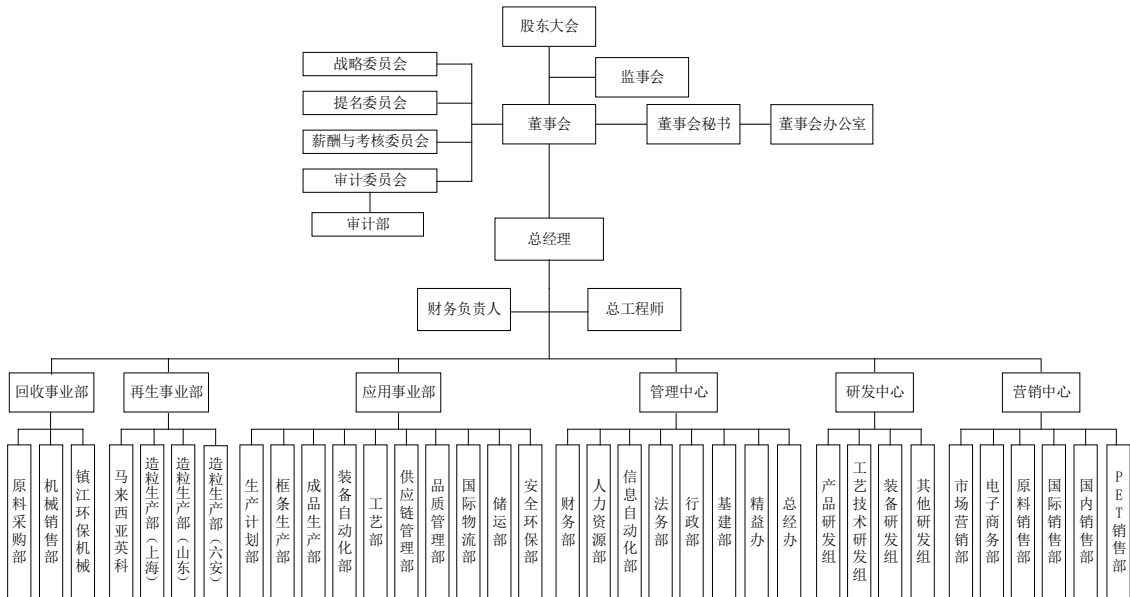 股东大会
战略委员会
监事会
提名委员会
董事会
董事会秘书
董事会办公室
薪酬与考核委员会
审计委员会
审计部
总经理
财务负责人
总工程师
回收事业部
再生事业部
应用事业部
管理中心
研发中心
营销中心
原料采购部
机械销售部
镇江环保机械
马来西亚英科
造粒生产部（上海）
造粒生产部（山东）
造粒生产部（六安）
生产计划部
框条生产部
成品生产部
装备自动化部
工艺部
供应链管理部
品质管理部
国际物流部
储运部
安全环保部
财务部
人力资源部
信息自动化部
法务部
行政部
基建部
精益办
总经办
产品研发组
工艺技术研发组
装备研发组
其他研发组
市场营销部
电子商务部
原料销售部
国际销售部
国内销售部
PET销售部